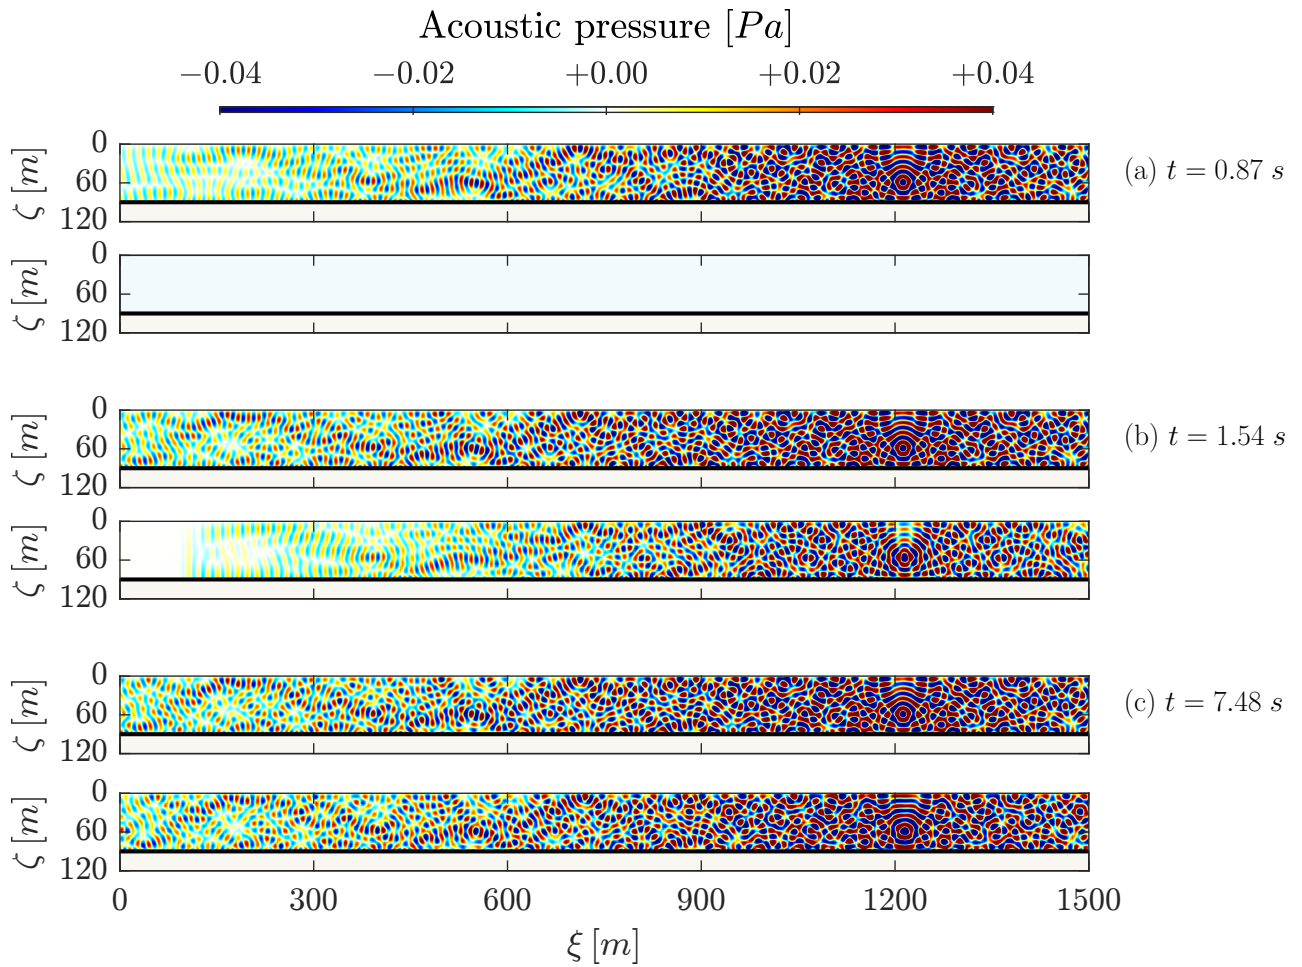 Acoustic pressure [Pa]
−0.04 −0.02 +0.00 +0.02 +0.04
0
60
120
ζ [m]
(a) t = 0.87 s
0
60
120
ζ [m]
0
60
120
ζ [m]
(b) t = 1.54 s
0
60
120
ζ [m]
0
60
120
ζ [m]
(c) t = 7.48 s
0
60
120
ζ [m]
0 300 600 900 1200 1500
ξ [m]